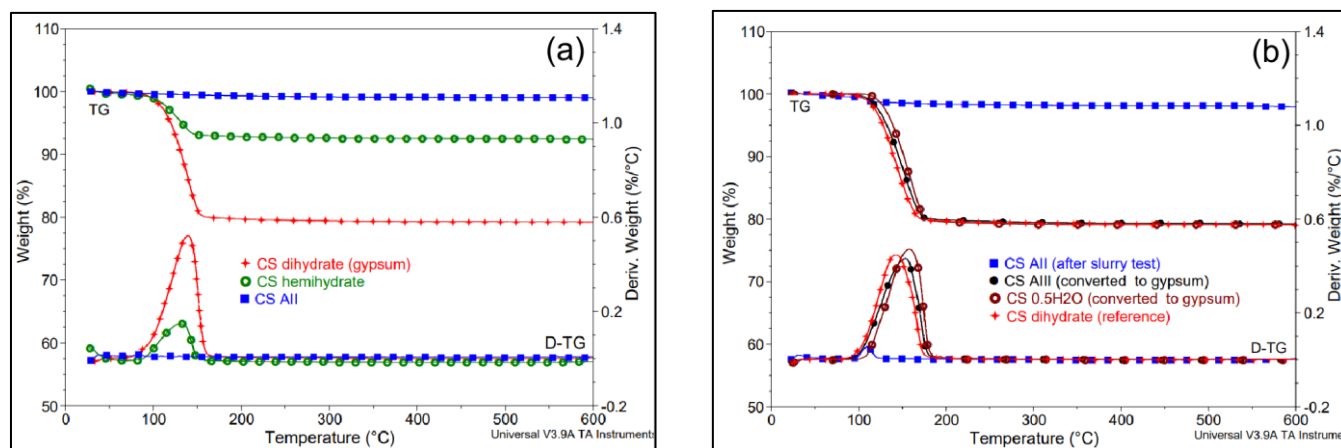 (a)
110
100
90
80
70
60
50
Weight (%)
TG
CS dihydrate (gypsum)
CS hemihydrate
CS AII
D-TG
1.4
1.0
0.6
0.2
-0.2
Deriv. Weight (%/°C)
0
100
200
300
400
500
600
Temperature (°C)
Universal V3.9A TA Instruments
(b)
110
100
90
80
70
60
50
Weight (%)
TG
CS AII (after slurry test)
CS AIII (converted to gypsum)
CS 0.5H2O (converted to gypsum)
CS dihydrate (reference)
D-TG
1.4
1.0
0.6
0.2
-0.2
Deriv. Weight (%/°C)
0
100
200
300
400
500
600
Temperature (°C)
Universal V3.9A TA Instruments